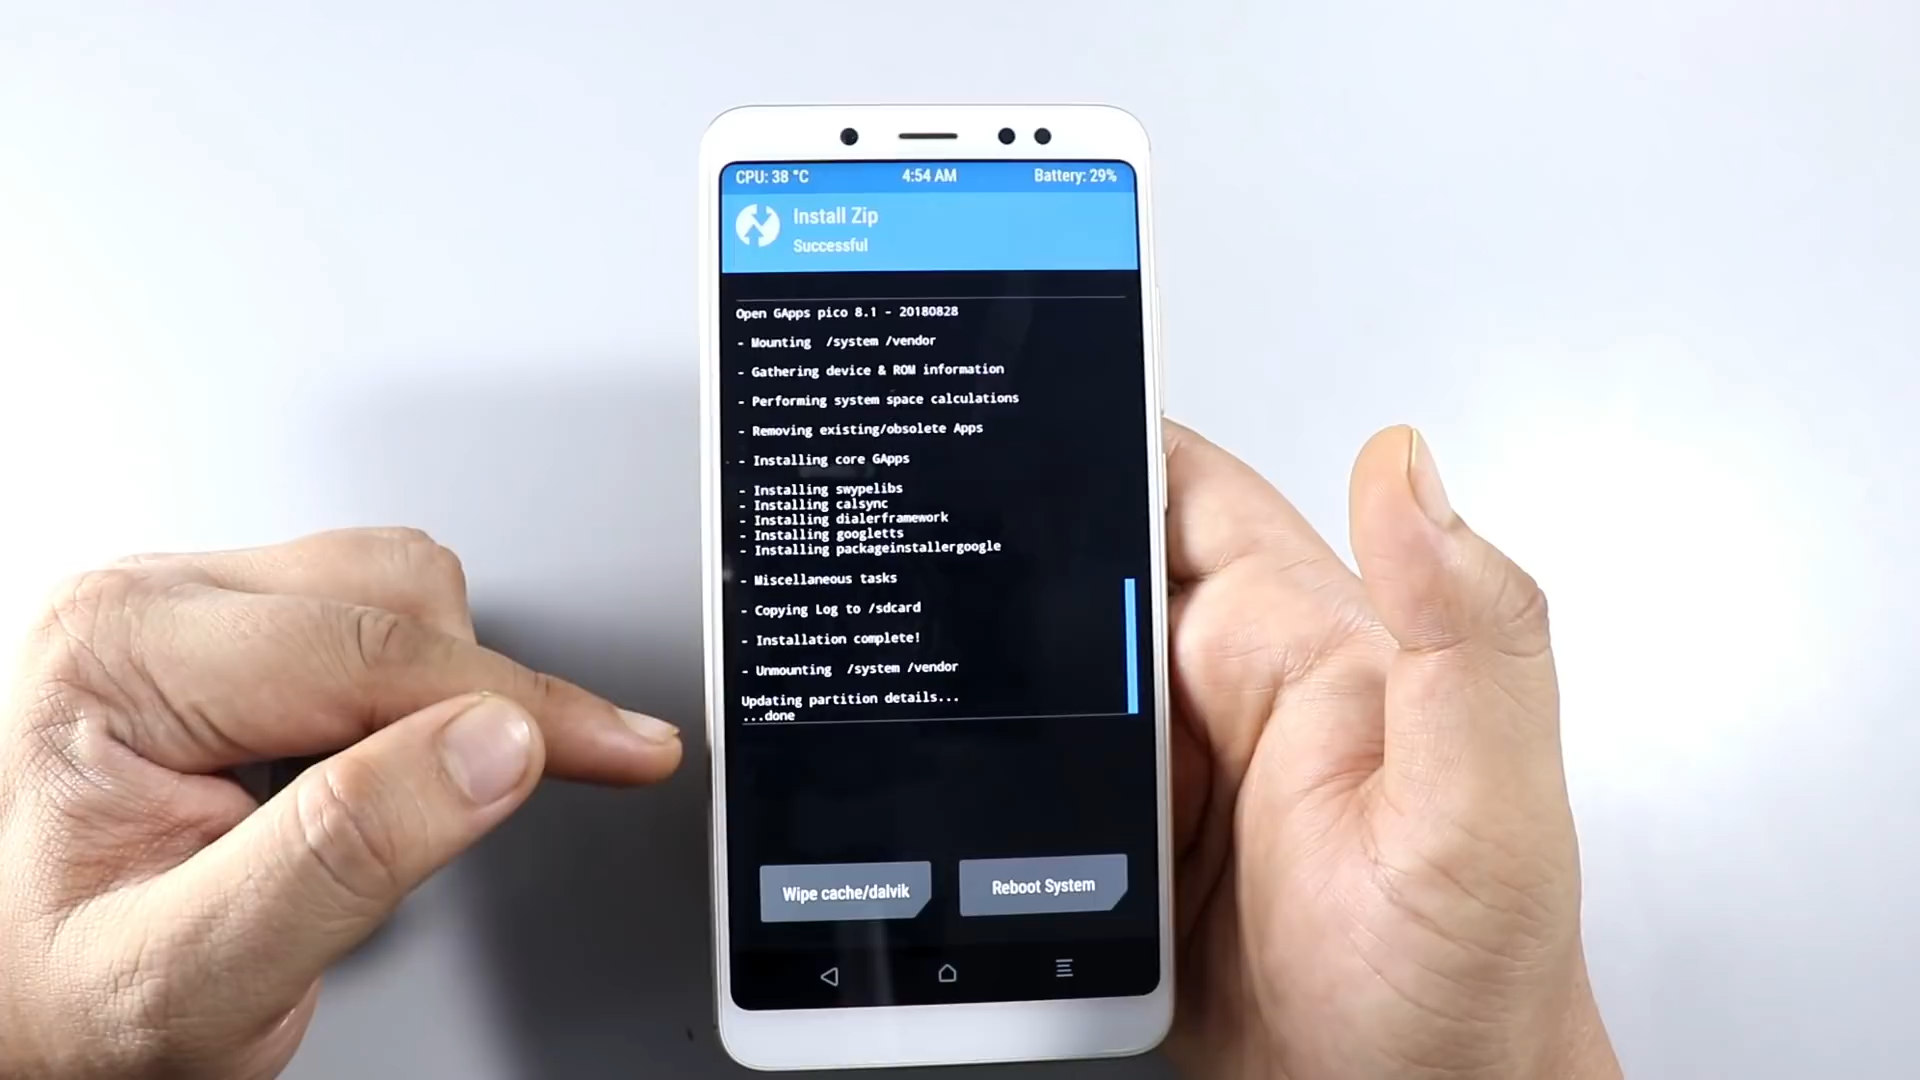 CPU: 38 °C 4:54 AM Battery: 29%
Install Zip
Successful
Open GApps pico 8.1 - 20180828
- Mounting /system /vendor
- Gathering device & ROM information
- Performing system space calculations
- Removing existing/obsolete Apps
- Installing core GApps
- Installing swypelibs
- Installing calsync
- Installing dialerframework
- Installing googletts
- Installing packageinstallergoogle
- Miscellaneous tasks
- Copying Log to /sdcard
- Installation complete!
- Unmounting /system /vendor
Updating partition details...
...done
Wipe cache/dalvik Reboot System